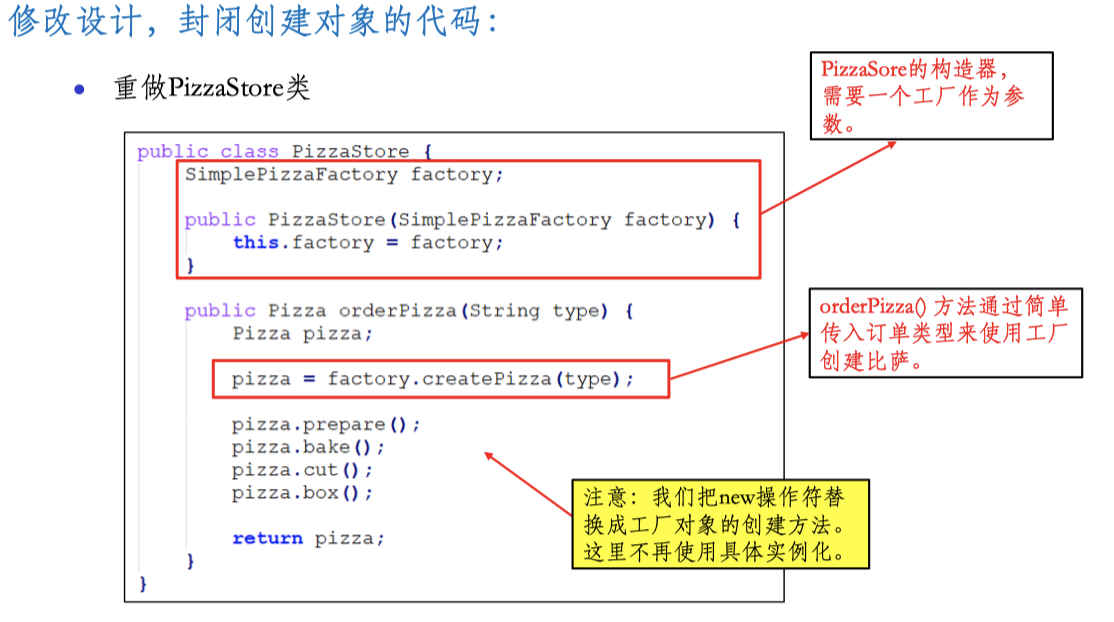 修改设计，封闭创建对象的代码：
• 重做PizzaStore类
PizzaSore的构造器，
需要一个工厂作为参
数。
public class PizzaStore {
    SimplePizzaFactory factory;
    public PizzaStore(SimplePizzaFactory factory) {
        this.factory = factory;
    }
    public Pizza orderPizza(String type) {
        Pizza pizza;
        pizza = factory.createPizza(type);
        pizza.prepare();
        pizza.bake();
        pizza.cut();
        pizza.box();
        return pizza;
    }
}
orderPizza() 方法通过简单
传入订单类型来使用工厂
创建比萨。
注意：我们把new操作符替
换成工厂对象的创建方法。
这里不再使用具体实例化。